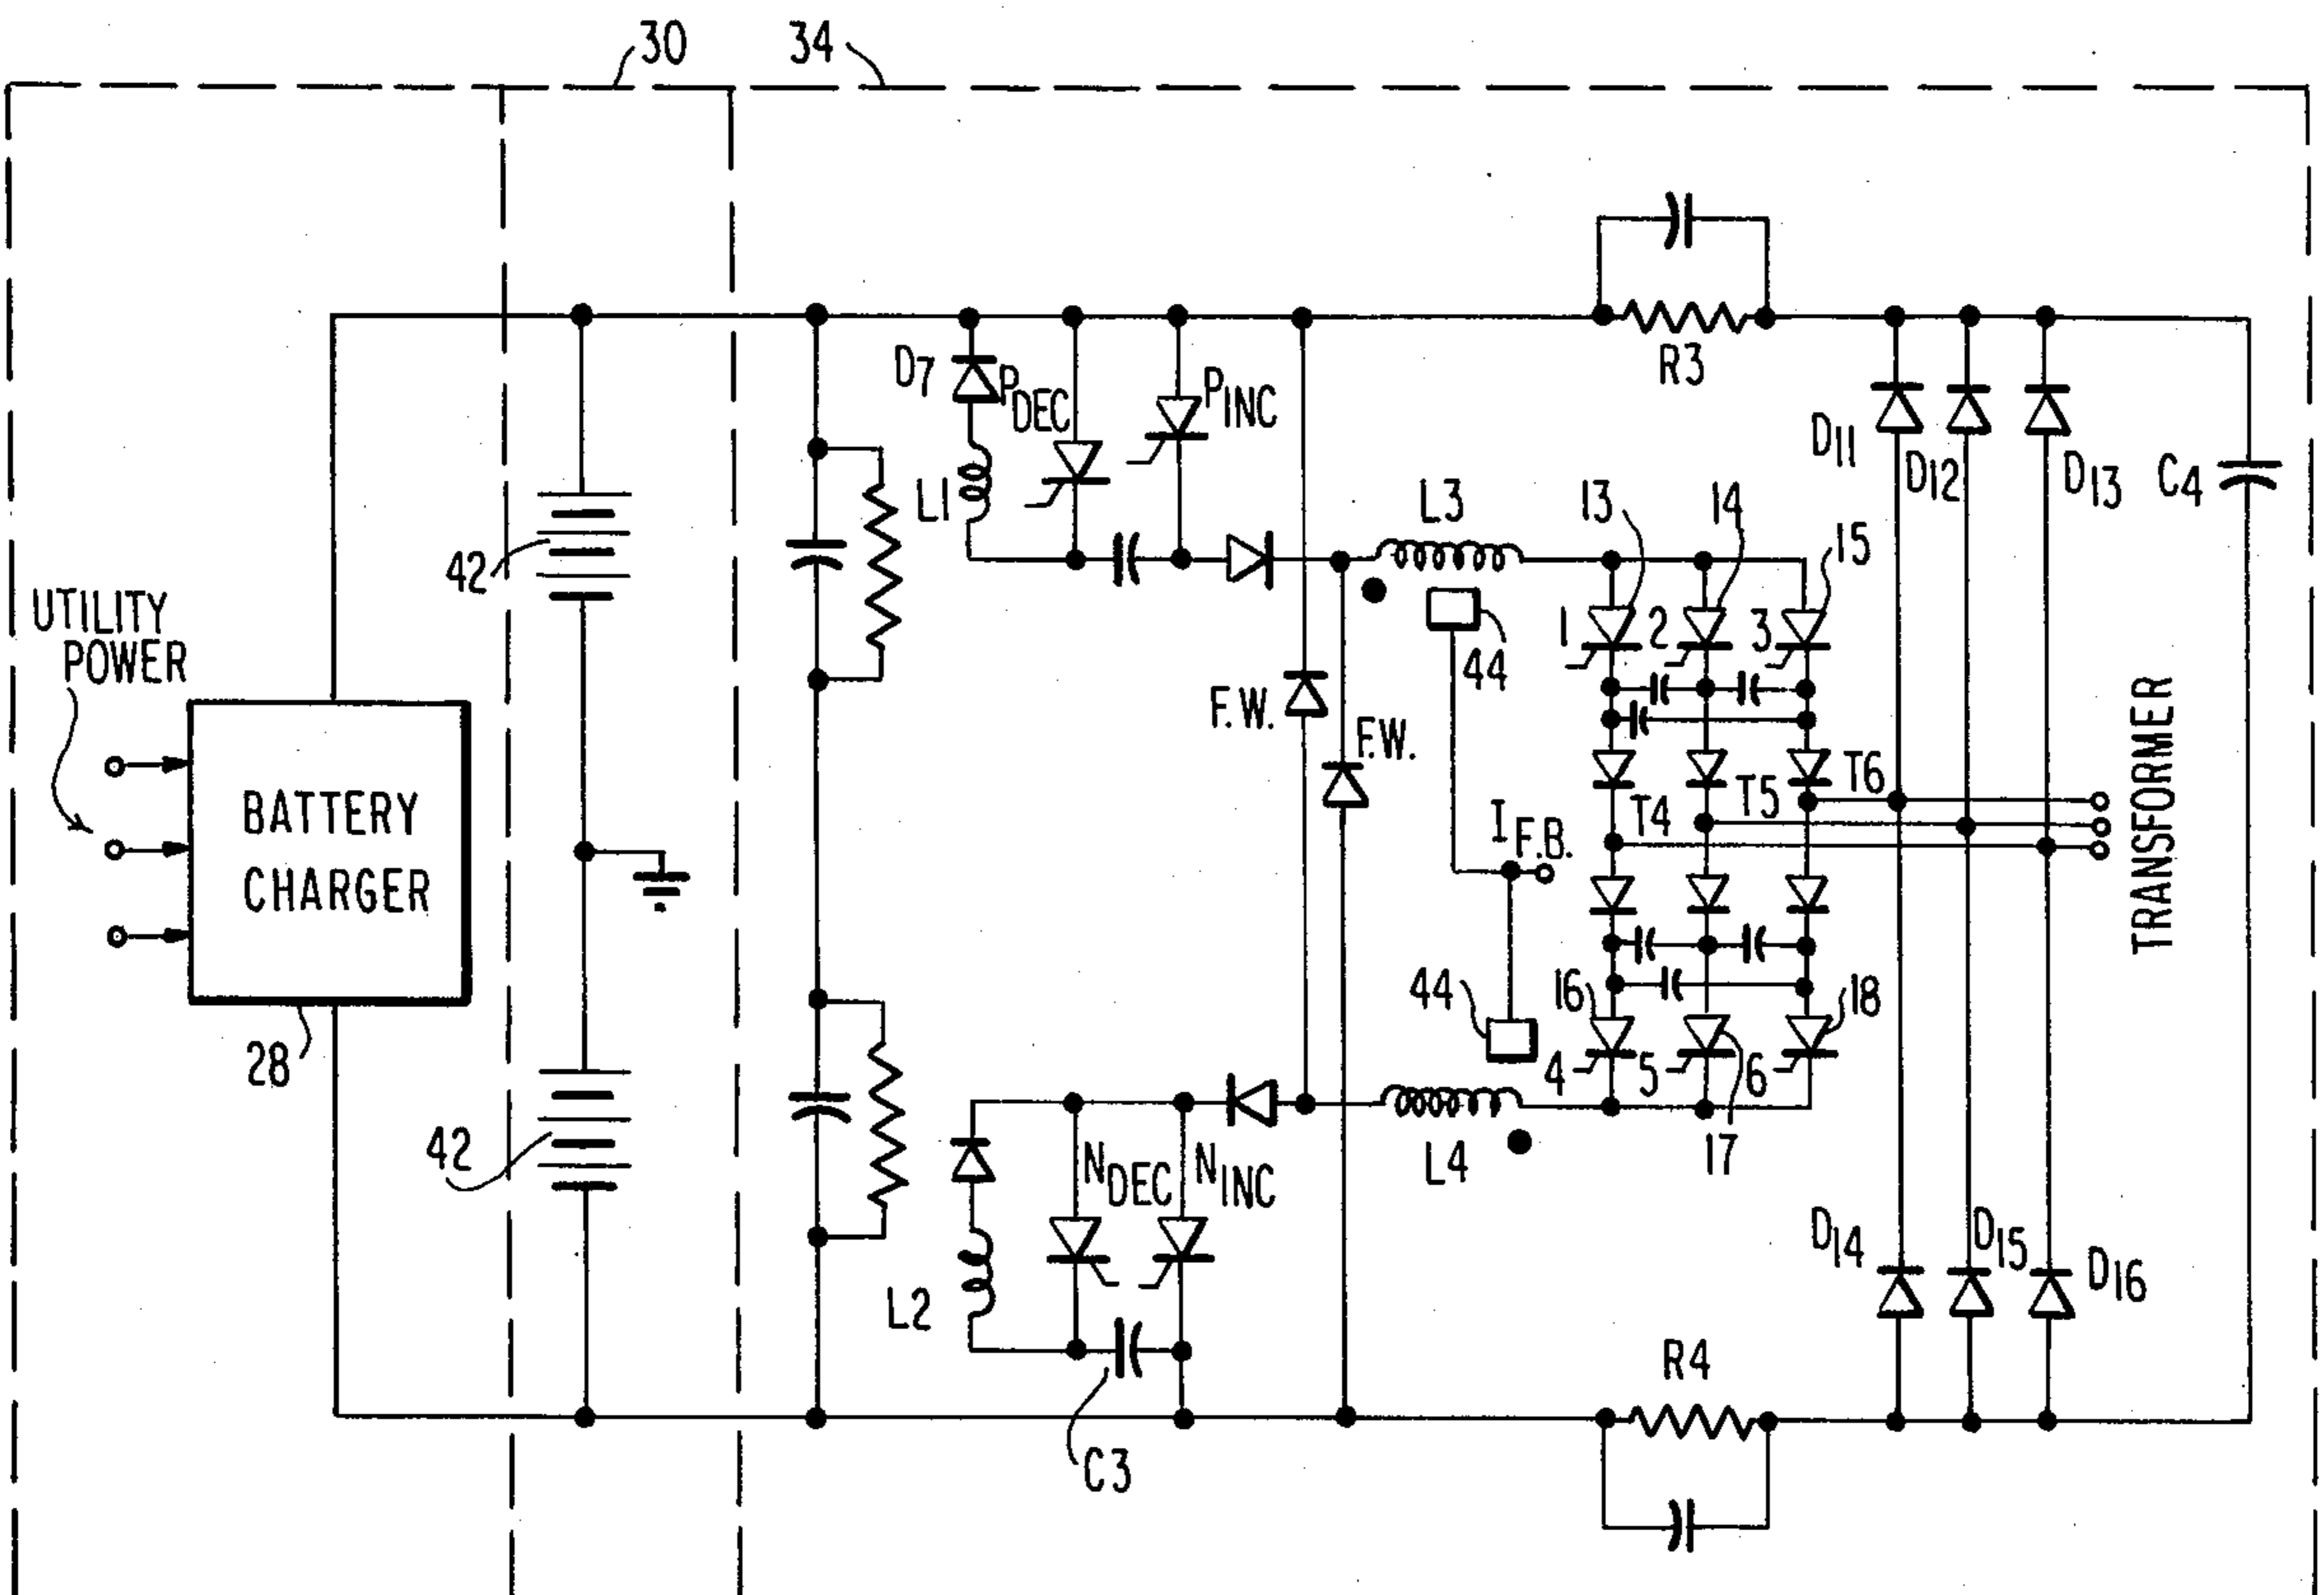 30
34
R3
D7
PDEC
PINC
D11
D12
D13
C4
L1
L3
13
14
15
42
UTILITY
POWER
1
2
3
44
F.W.
F.W.
T4
T5
T6
TRANSFORMER
BATTERY
CHARGER
IF.B.
28
44
16
18
4
5
6
17
42
NDEC
NINC
L4
L2
D14
D15
D16
R4
C3